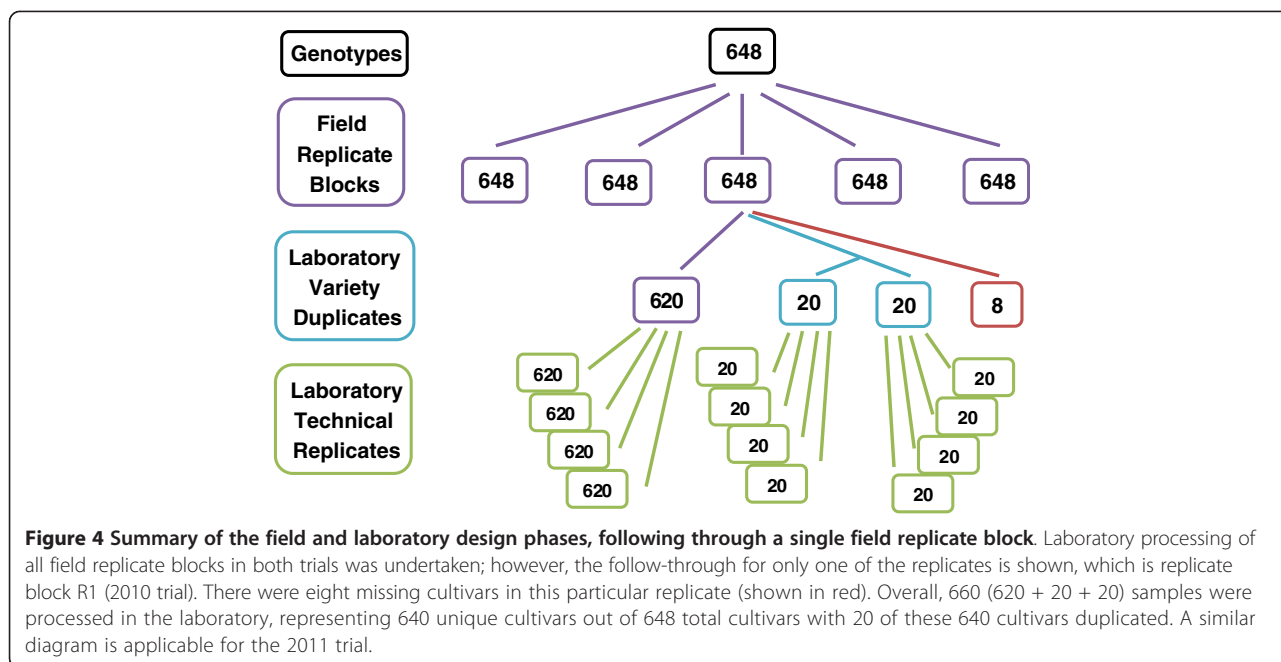 Genotypes
648
Field
Replicate
Blocks
648 648 648 648 648
Laboratory
Variety
Duplicates
620 20 20 8
Laboratory
Technical
Replicates
620
620
620
620
20
20
20
20
20
20
20
20
Figure 4 Summary of the field and laboratory design phases, following through a single field replicate block. Laboratory processing of
all field replicate blocks in both trials was undertaken; however, the follow-through for only one of the replicates is shown, which is replicate
block R1 (2010 trial). There were eight missing cultivars in this particular replicate (shown in red). Overall, 660 (620 + 20 + 20) samples were
processed in the laboratory, representing 640 unique cultivars out of 648 total cultivars with 20 of these 640 cultivars duplicated. A similar
diagram is applicable for the 2011 trial.